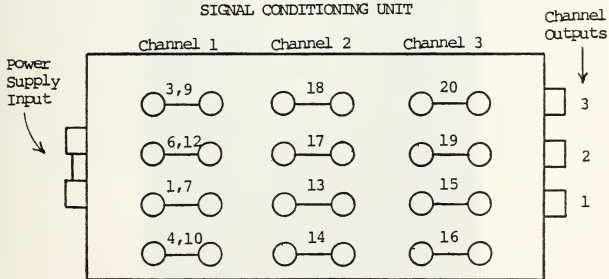 SIGNAL CONDITIONING UNIT
Channel
Outputs
Channel 1 Channel 2 Channel 3
Power
Supply
Input
3,9 18 20 3
6,12 17 19 2
1,7 13 15 1
4,10 14 16